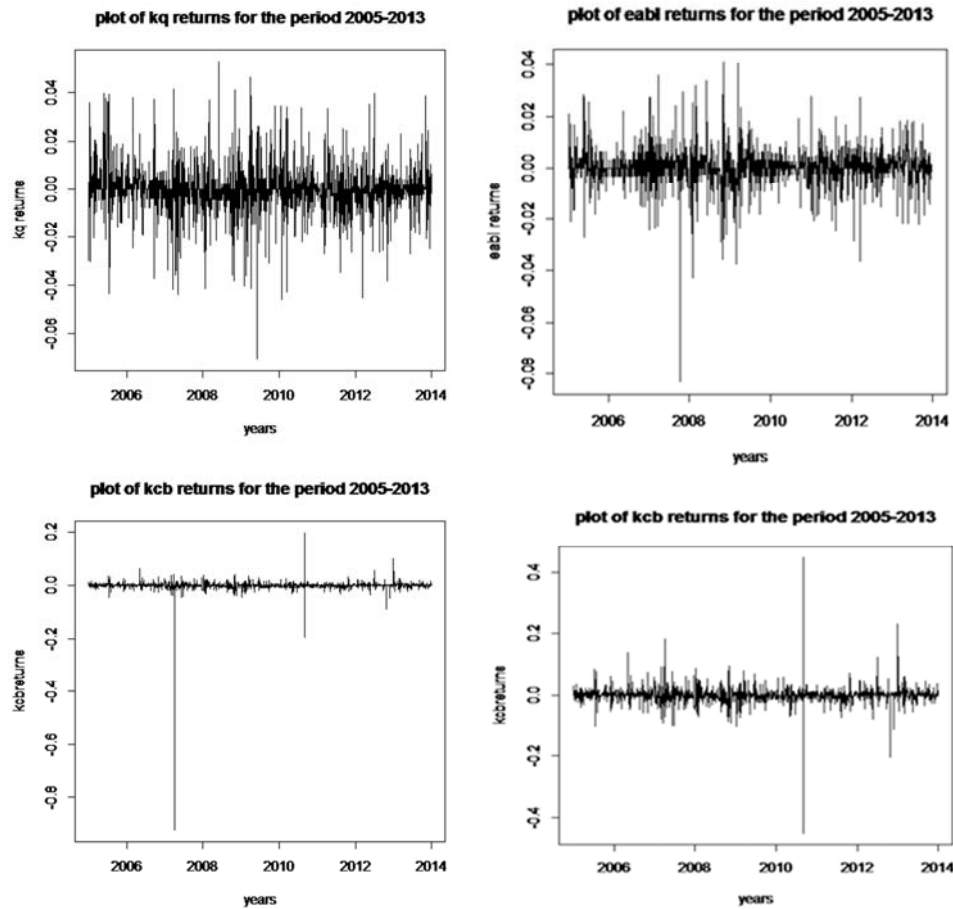 plot of kq returns for the period 2005-2013
kq returns
0.04
0.02
0.00
-0.02
-0.04
-0.06
2006 2008 2010 2012 2014
years
plot of eabl returns for the period 2005-2013
eabl returns
0.04
0.02
0.00
-0.02
-0.04
-0.06
-0.08
2006 2008 2010 2012 2014
years
plot of kcb returns for the period 2005-2013
kcbreturns
0.2
0.0
-0.2
-0.4
-0.6
-0.8
2006 2008 2010 2012 2014
years
plot of kcb returns for the period 2005-2013
kcbreturns
0.4
0.2
0.0
-0.2
-0.4
2006 2008 2010 2012 2014
years